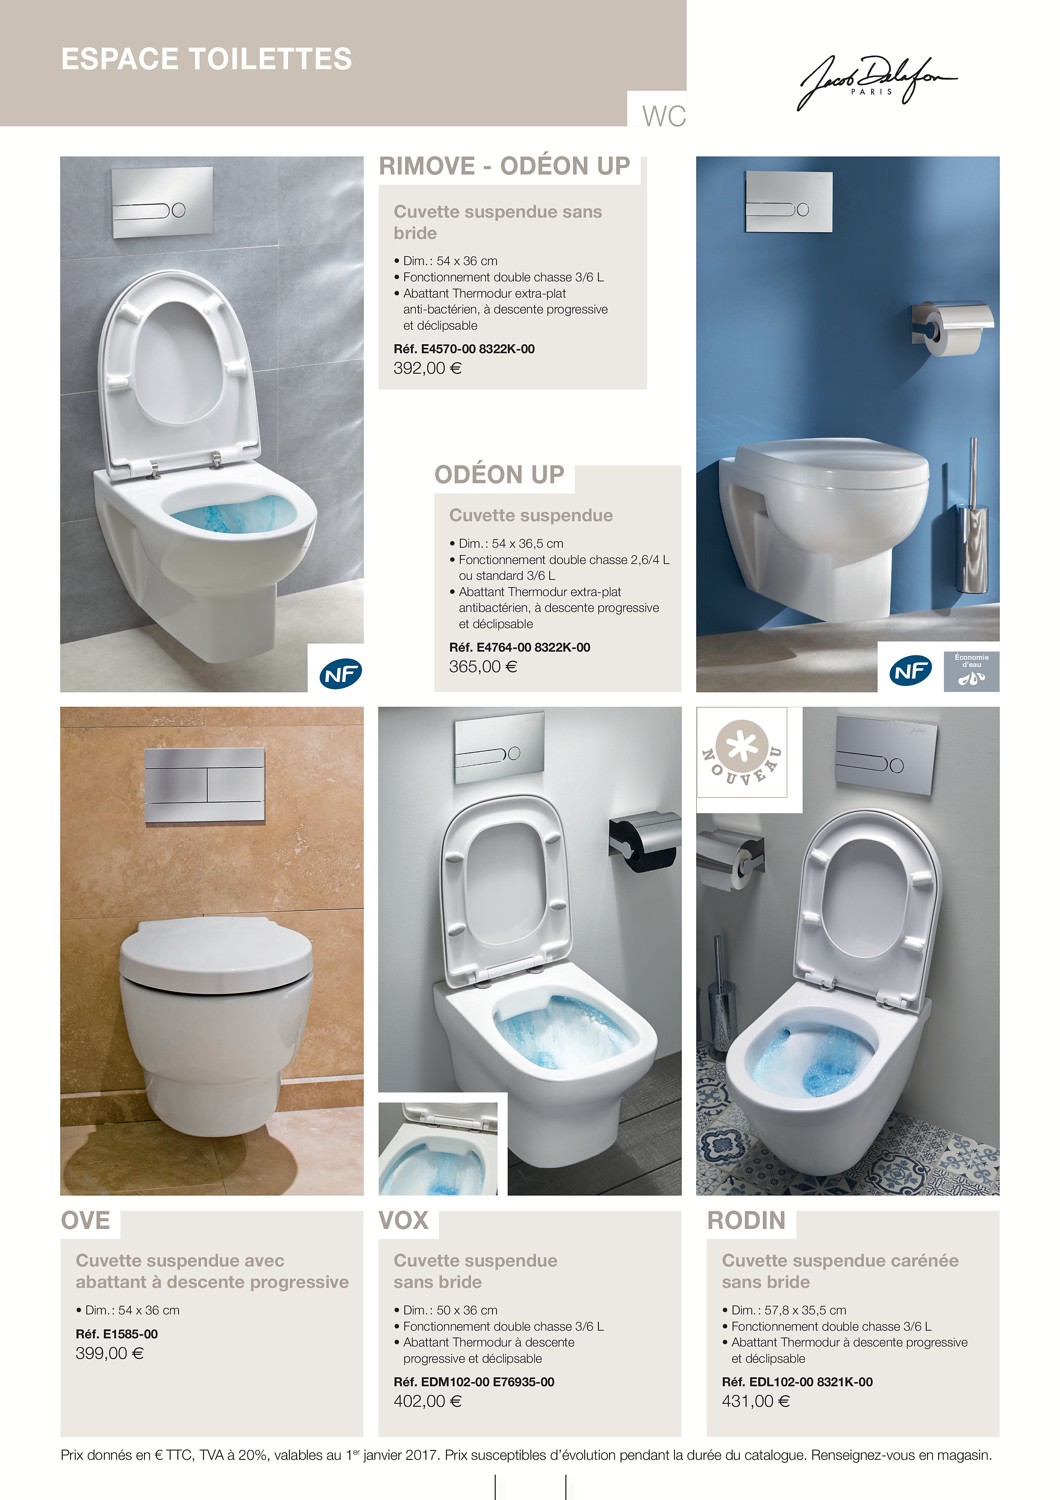 ESPACE TOILETTES
Jacob Delafon
PARIS
WC
RIMOVE - ODÉON UP
Cuvette suspendue sans
bride
• Dim. : 54 x 36 cm
• Fonctionnement double chasse 3/6 L
• Abattant Thermodur extra-plat
anti-bactérien, à descente progressive
et déclipsable
Réf. E4570-00 8322K-00
392,00 €
ODÉON UP
Cuvette suspendue
• Dim. : 54 x 36,5 cm
• Fonctionnement double chasse 2,6/4 L
ou standard 3/6 L
• Abattant Thermodur extra-plat
antibactérien, à descente progressive
et déclipsable
Réf. E4764-00 8322K-00
365,00 €
NF
NF
Économie
d'eau
NOUVEAU
OVE
Cuvette suspendue avec
abattant à descente progressive
• Dim. : 54 x 36 cm
Réf. E1585-00
399,00 €
VOX
Cuvette suspendue
sans bride
• Dim. : 50 x 36 cm
• Fonctionnement double chasse 3/6 L
• Abattant Thermodur à descente
progressive et déclipsable
Réf. EDM102-00 E76935-00
402,00 €
RODIN
Cuvette suspendue carénée
sans bride
• Dim. : 57,8 x 35,5 cm
• Fonctionnement double chasse 3/6 L
• Abattant Thermodur à descente progressive
et déclipsable
Réf. EDL102-00 8321K-00
431,00 €
Prix donnés en € TTC, TVA à 20%, valables au 1er janvier 2017. Prix susceptibles d'évolution pendant la durée du catalogue. Renseignez-vous en magasin.